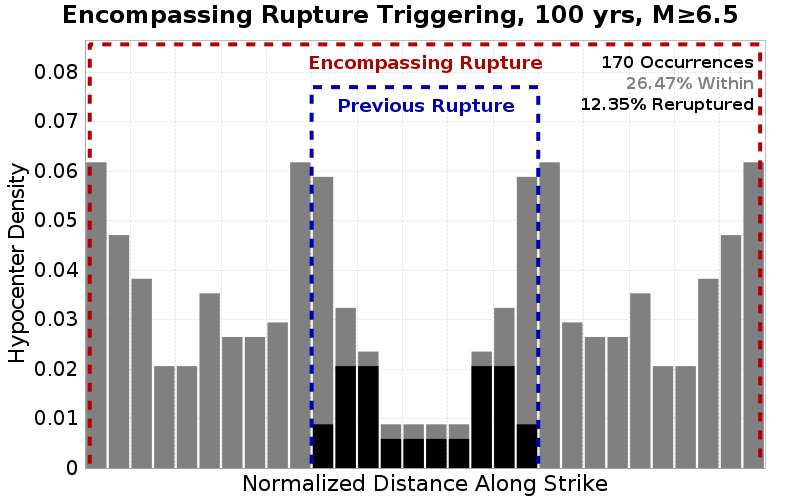 Encompassing Rupture Triggering, 100 yrs, M≥6.5
Encompassing Rupture
170 Occurrences
26.47% Within
12.35% Reruptured
Previous Rupture
Hypocenter Density
0.08
0.07
0.06
0.05
0.04
0.03
0.02
0.01
0
Normalized Distance Along Strike